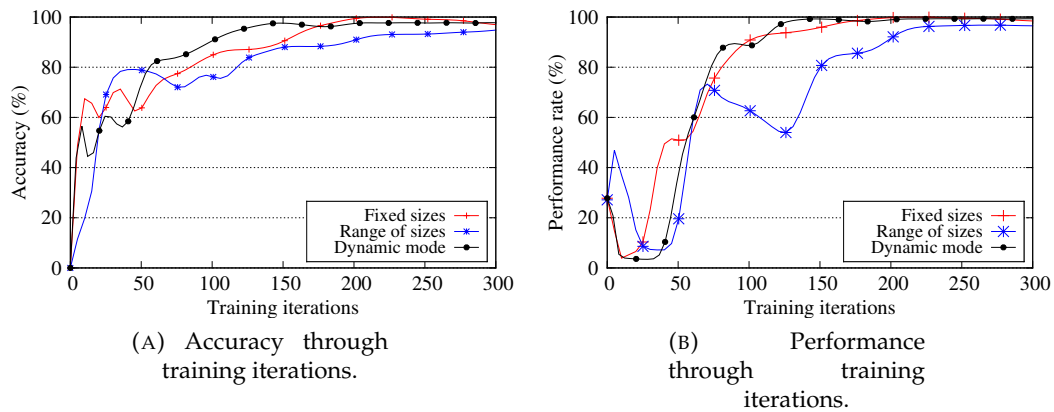 100
80
60
40
20
0
Accuracy (%)
0 50 100 150 200 250 300
Training iterations
Fixed sizes
Range of sizes
Dynamic mode
(A) Accuracy through
training iterations.
100
80
60
40
20
0
Performance rate (%)
0 50 100 150 200 250 300
Training iterations
Fixed sizes
Range of sizes
Dynamic mode
(B) Performance
through training
iterations.